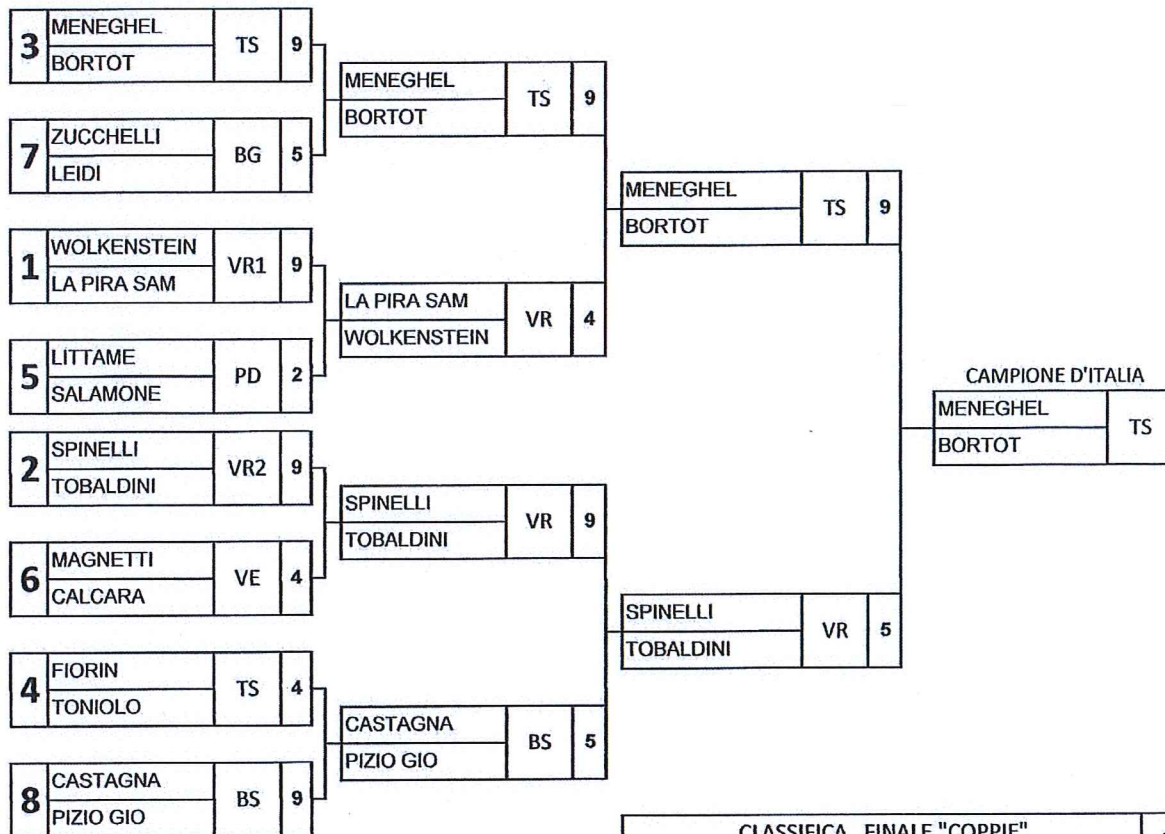 3 MENEGHEL BORTOT TS 9
7 ZUCCHELLI LEIDI BG 5
1 WOLKENSTEIN LA PIRA SAM VR1 9
5 LITTAME SALAMONE PD 2
2 SPINELLI TOBALDINI VR2 9
6 MAGNETTI CALCARA VE 4
4 FIORIN TONIOLO TS 4
8 CASTAGNA PIZIO GIO BS 9
MENEGHEL BORTOT TS 9
LA PIRA SAM WOLKENSTEIN VR 4
SPINELLI TOBALDINI VR 9
CASTAGNA PIZIO GIO BS 5
MENEGHEL BORTOT TS 9
SPINELLI TOBALDINI VR 5
CAMPIONE D'ITALIA
MENEGHEL BORTOT TS
CLASSIFICA FINALE "COPPIE"